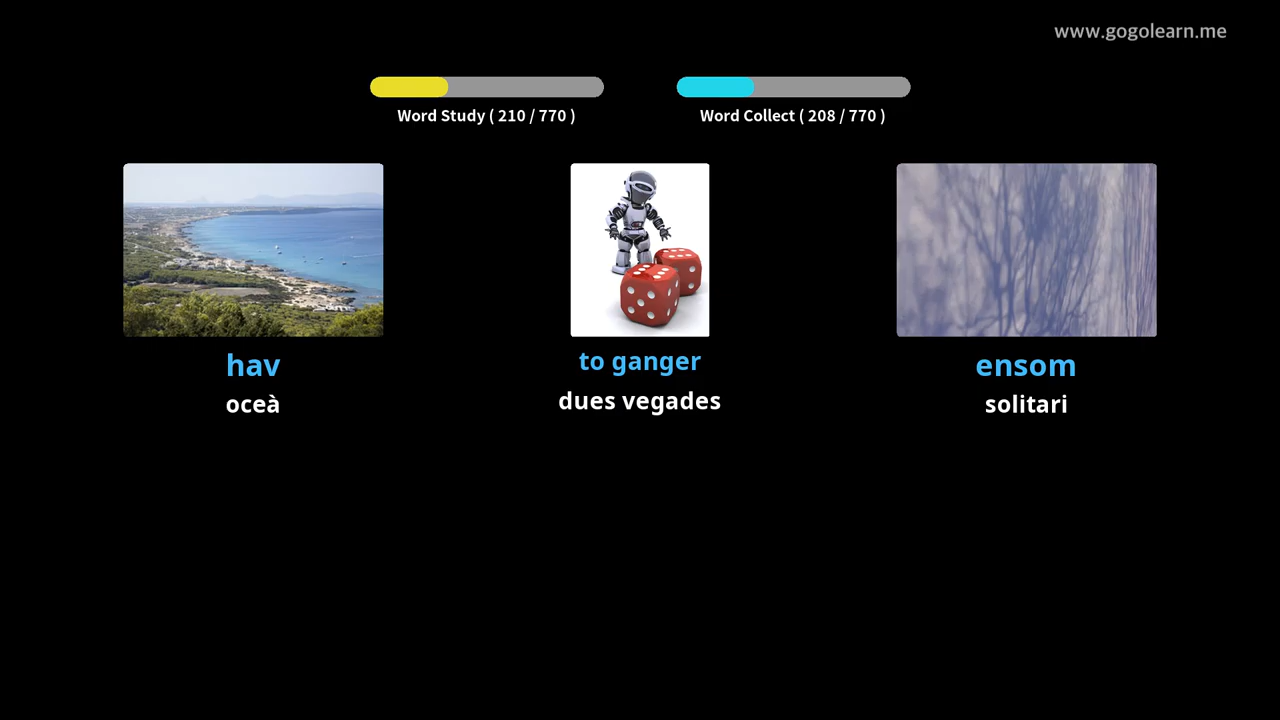 www.gogolearn.me
Word Study ( 210 / 770 )
Word Collect ( 208 / 770 )
hav
oceà
to ganger
dues vegades
ensom
solitari